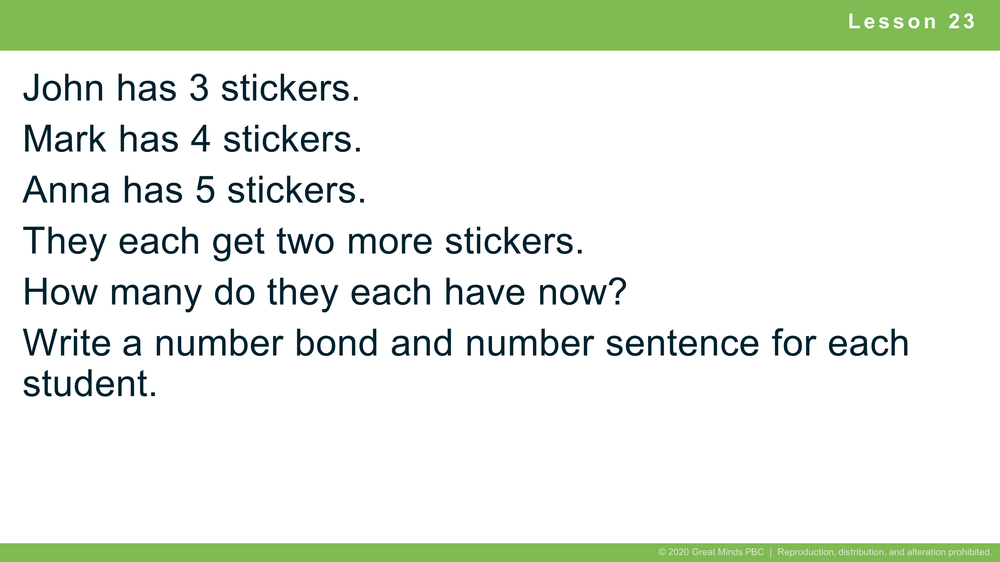 Lesson 23
John has 3 stickers.
Mark has 4 stickers.
Anna has 5 stickers.
They each get two more stickers.
How many do they each have now?
Write a number bond and number sentence for each
student.
© 2020 Great Minds PBC | Reproduction, distribution, and alteration prohibited.